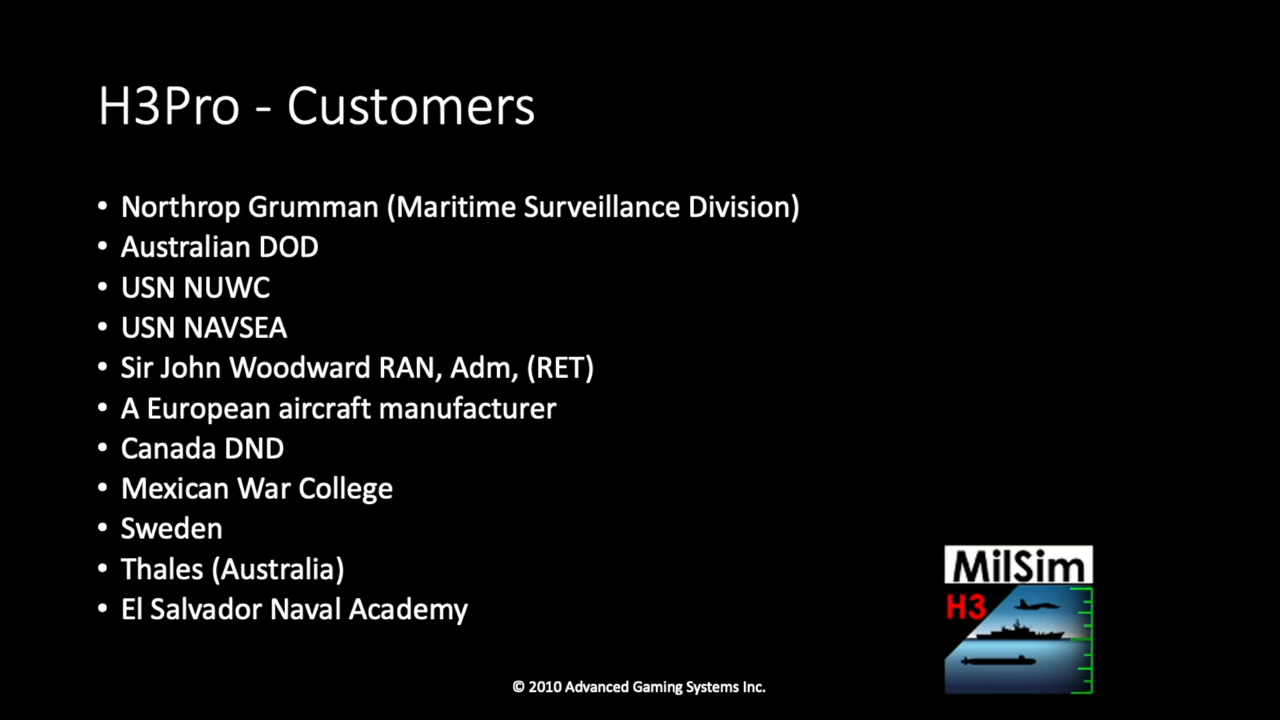 H3Pro - Customers
• Northrop Grumman (Maritime Surveillance Division)
• Australian DOD
• USN NUWC
• USN NAVSEA
• Sir John Woodward RAN, Adm, (RET)
• A European aircraft manufacturer
• Canada DND
• Mexican War College
• Sweden
• Thales (Australia)
• El Salvador Naval Academy
MilSim
H3
© 2010 Advanced Gaming Systems Inc.